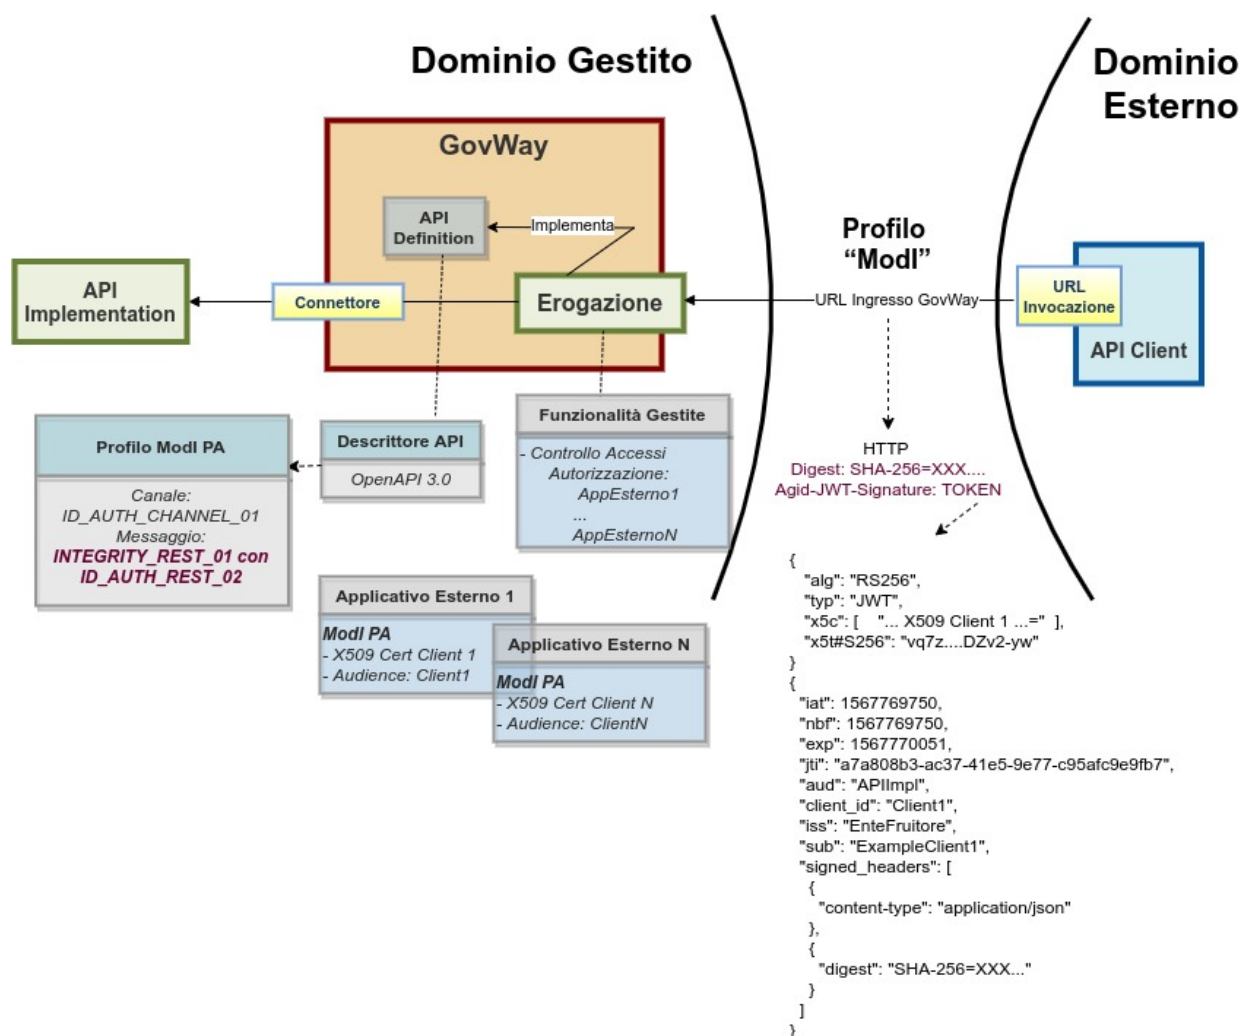 Dominio Gestito
Dominio
Esterno
GovWay
API
Definition
Implementa
Profilo
“ModI”
API
Implementation
Connettore
Erogazione
URL Ingresso GovWay
URL
Invocazione
API Client
Profilo ModI PA
Canale:
ID_AUTH_CHANNEL_01
Messaggio:
INTEGRITY_REST_01 con
ID_AUTH_REST_02
Descrittore API
OpenAPI 3.0
Funzionalità Gestite
- Controllo Accessi
Autorizzazione:
AppEsterno1
...
AppEsternoN
HTTP
Digest: SHA-256=XXX....
Agid-JWT-Signature: TOKEN
Applicativo Esterno 1
ModI PA
- X509 Cert Client 1
- Audience: Client1
Applicativo Esterno N
ModI PA
- X509 Cert Client N
- Audience: ClientN
{
"alg": "RS256",
"typ": "JWT",
"x5c": [ "... X509 Client 1 ...=" ],
"x5t#S256": "vq7z....DZv2-yw"
}
{
"iat": 1567769750,
"nbf": 1567769750,
"exp": 1567770051,
"jti": "a7a808b3-ac37-41e5-9e77-c95afc9e9fb7",
"aud": "APIImpl",
"client_id": "Client1",
"iss": "EnteFruitore",
"sub": "ExampleClient1",
"signed_headers": [
{
"content-type": "application/json"
},
{
"digest": "SHA-256=XXX..."
}
]
}